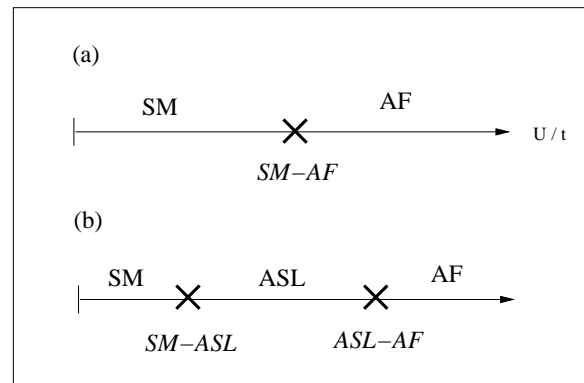 (a)
SM AF
U / t
SM–AF
(b)
SM ASL AF
SM–ASL ASL–AF